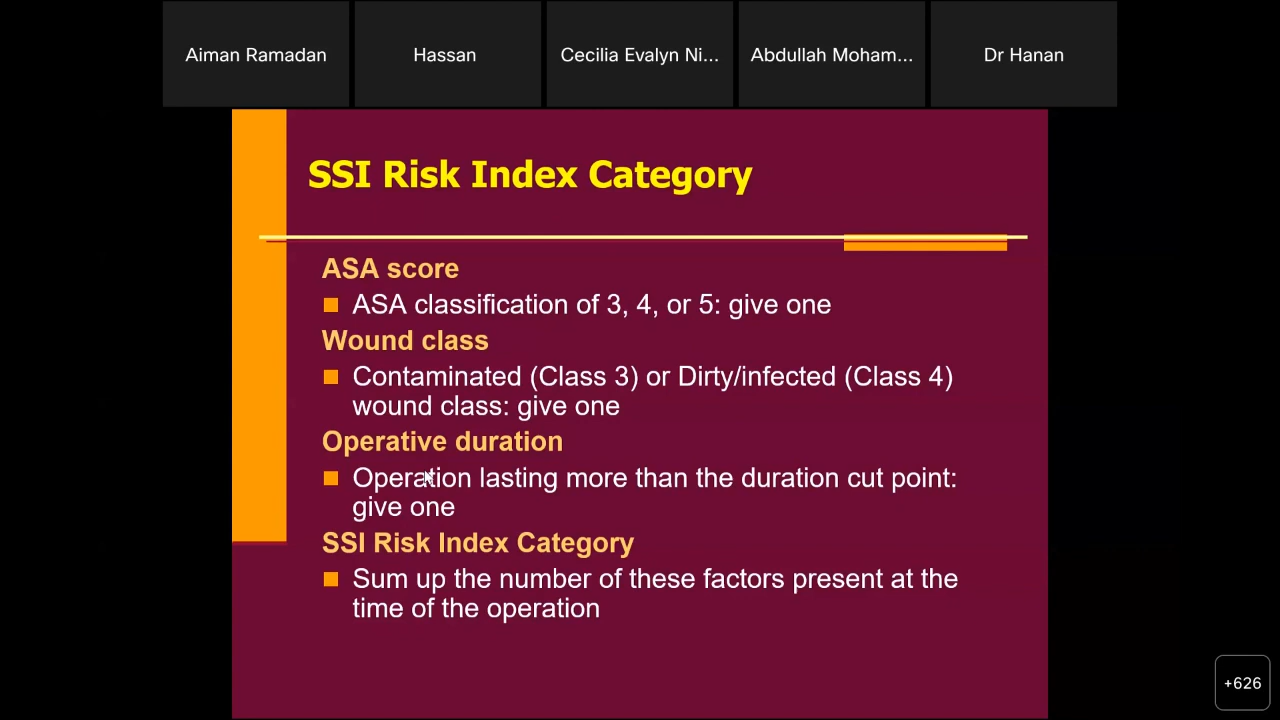 Aiman Ramadan
Hassan
Cecilia Evalyn Ni...
Abdullah Moham...
Dr Hanan
SSI Risk Index Category
ASA score
ASA classification of 3, 4, or 5: give one
Wound class
Contaminated (Class 3) or Dirty/infected (Class 4)
wound class: give one
Operative duration
Operation lasting more than the duration cut point:
give one
SSI Risk Index Category
Sum up the number of these factors present at the
time of the operation
+626